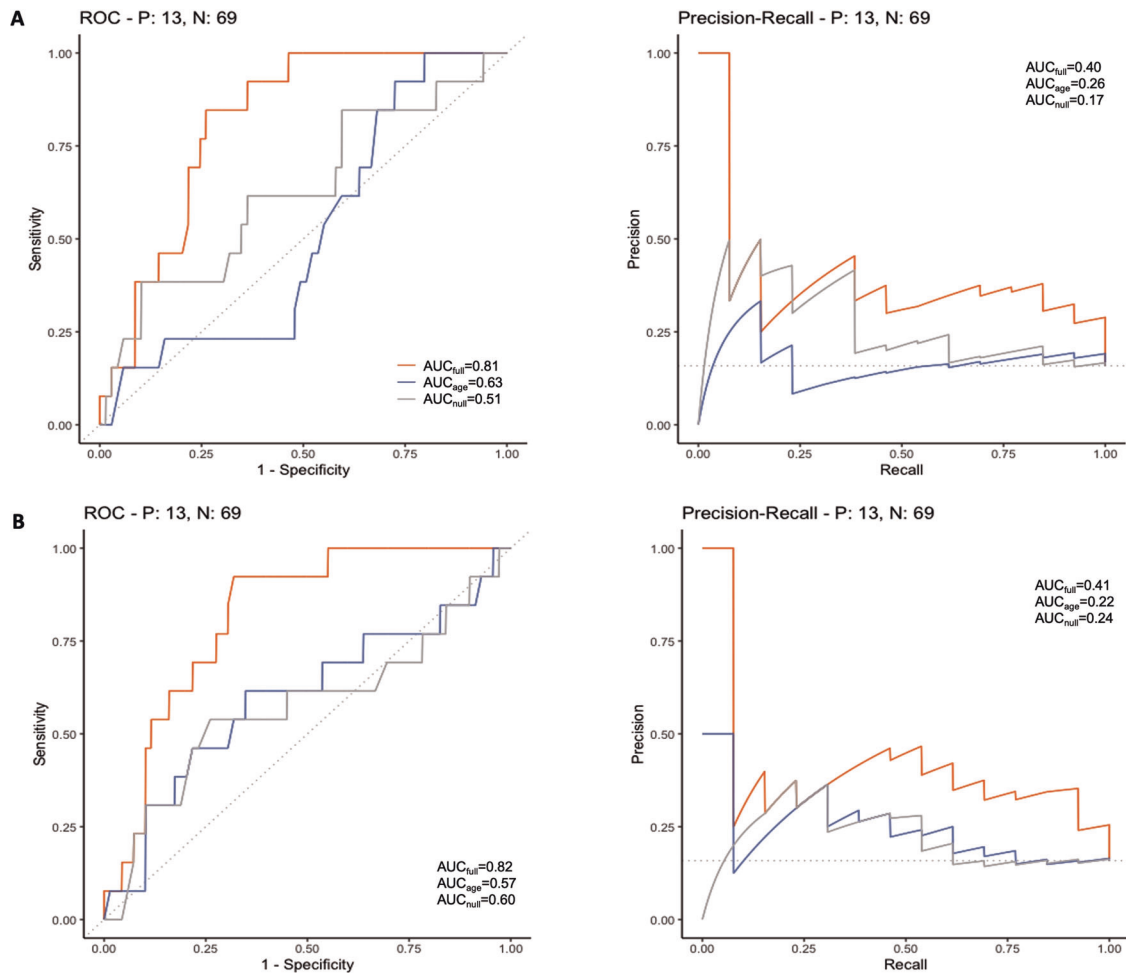 A
ROC - P: 13, N: 69
1.00
0.75
0.50
0.25
0.00
Sensitivity
AUCfull=0.81
AUCage=0.63
AUCnull=0.51
0.00 0.25 0.50 0.75 1.00
1 - Specificity
Precision-Recall - P: 13, N: 69
AUCfull=0.40
AUCage=0.26
AUCnull=0.17
1.00
0.75
0.50
0.25
0.00
Precision
0.00 0.25 0.50 0.75 1.00
Recall
B
ROC - P: 13, N: 69
1.00
0.75
0.50
0.25
0.00
Sensitivity
AUCfull=0.82
AUCage=0.57
AUCnull=0.60
0.00 0.25 0.50 0.75 1.00
1 - Specificity
Precision-Recall - P: 13, N: 69
AUCfull=0.41
AUCage=0.22
AUCnull=0.24
1.00
0.75
0.50
0.25
0.00
Precision
0.00 0.25 0.50 0.75 1.00
Recall